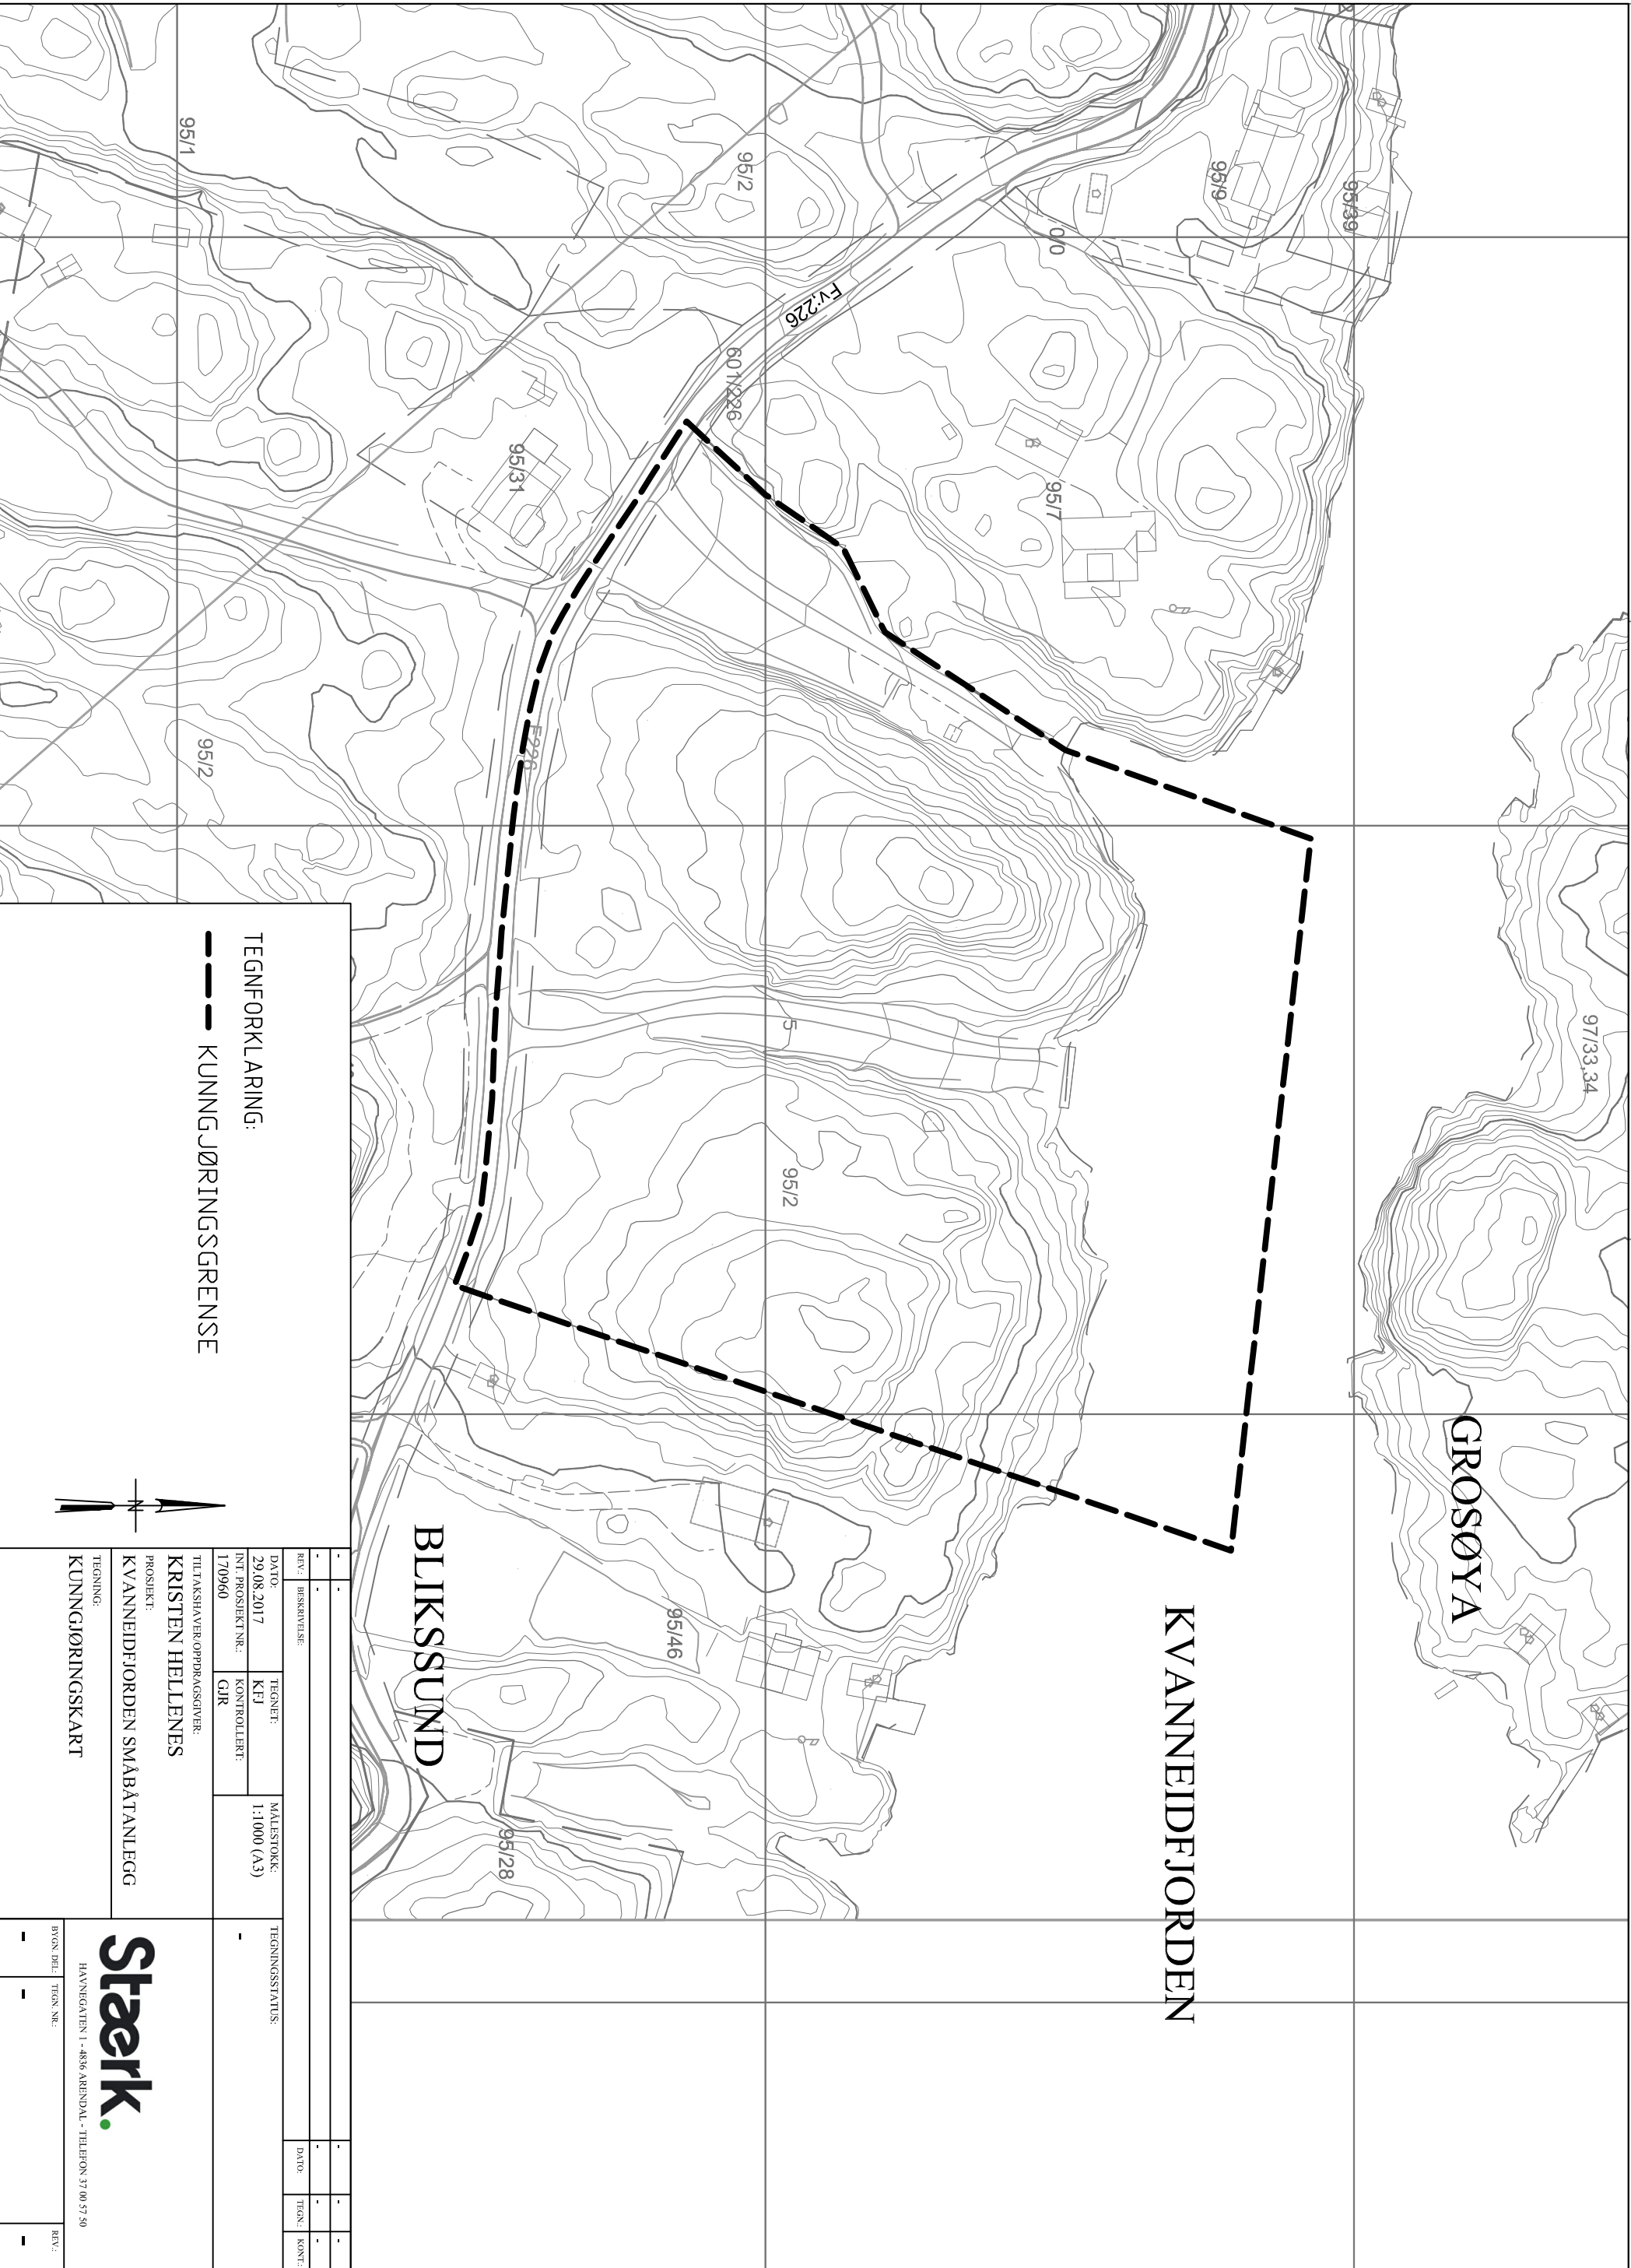 GROSØYA
KVANNEIDFJORDEN
BLIKSSUND
97/33,34
95/39
95/9
0/0
95/7
95/2
Fv:226
601/226
95/31
95/1
95/2
5
95/2
95/46
95/28
TEGNFORKLARING:
KUNNGJØRINGSGRENSE
N
- - - - -
- - - - -
REV.: BESKRIVELSE: DATO: TEGN.: KONT.:
DATO: TEGNET: MÅLESTOKK: TEGNINGSSTATUS:
29.08.2017 KFJ 1:1000 (A3) -
INT. PROSJEKT NR.: KONTROLLERT:
170960 GJR
TILTAKSHAVER/OPPDRAGSGIVER:
KRISTEN HELLENES
PROSJEKT:
KVANNEIDFJORDEN SMÅBÅTANLEGG
TEGNING:
KUNNGJØRINGSKART
Stærk.
HAVNEGATEN 1 - 4836 ARENDAL - TELEFON 37 00 57 50
BYGN. DEL: TEGN. NR.: REV.:
- - -